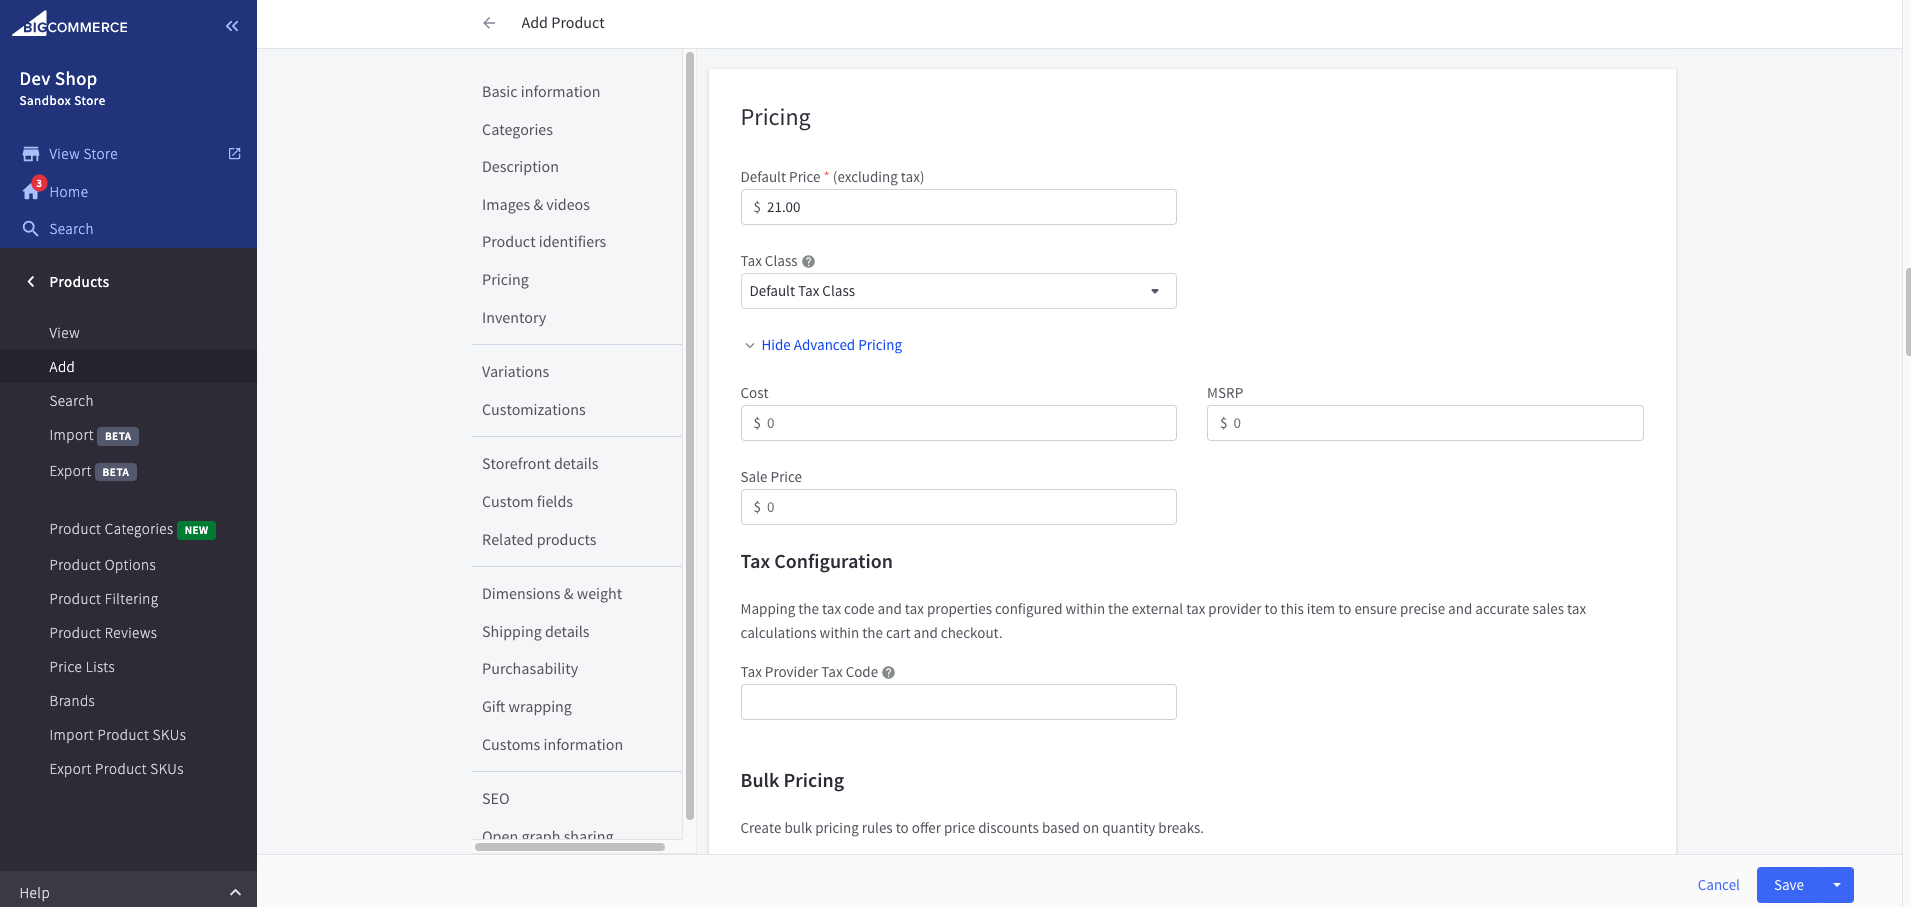 BIGCOMMERCE
Dev Shop
Sandbox Store
View Store
3
Home
Search
Products
View
Add
Search
Import BETA
Export BETA
Product Categories NEW
Product Options
Product Filtering
Product Reviews
Price Lists
Brands
Import Product SKUs
Export Product SKUs
Help
Add Product
Basic information
Categories
Description
Images & videos
Product identifiers
Pricing
Inventory
Variations
Customizations
Storefront details
Custom fields
Related products
Dimensions & weight
Shipping details
Purchasability
Gift wrapping
Customs information
SEO
Open graph sharing
Pricing
Default Price * (excluding tax)
$ 21.00
Tax Class ?
Default Tax Class
Hide Advanced Pricing
Cost
$ 0
MSRP
$ 0
Sale Price
$ 0
Tax Configuration
Mapping the tax code and tax properties configured within the external tax provider to this item to ensure precise and accurate sales tax
calculations within the cart and checkout.
Tax Provider Tax Code ?
Bulk Pricing
Create bulk pricing rules to offer price discounts based on quantity breaks.
Cancel
Save